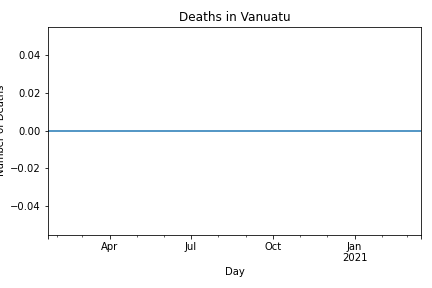 Deaths in Vanuatu
0.04
0.02
0.00
−0.02
−0.04
Number of Deaths
Apr
Jul
Oct
Jan
2021
Day